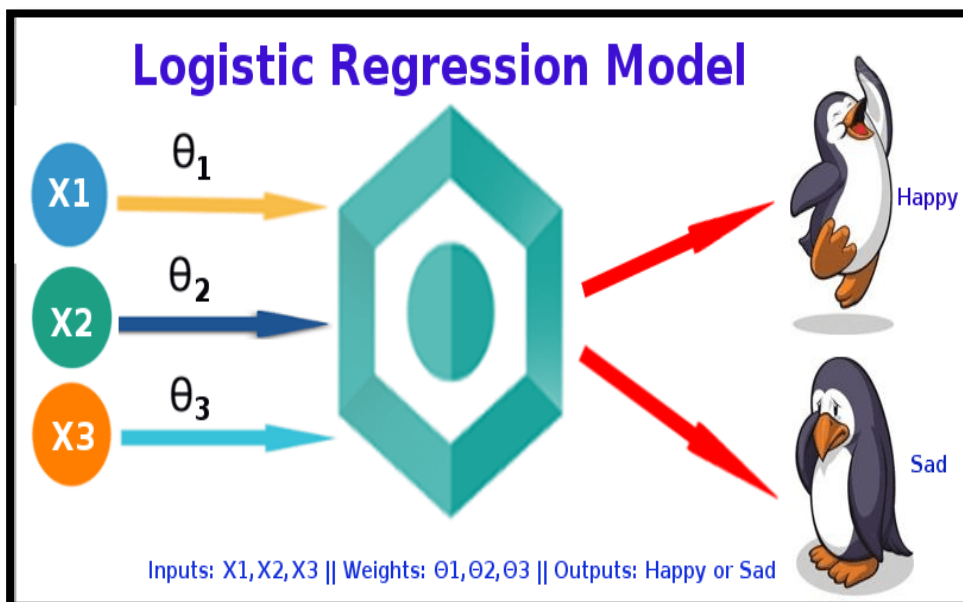 Logistic Regression Model
X1
θ1
X2
θ2
X3
θ3
Happy
Sad
Inputs: X1,X2,X3 || Weights: Θ1,Θ2,Θ3 || Outputs: Happy or Sad